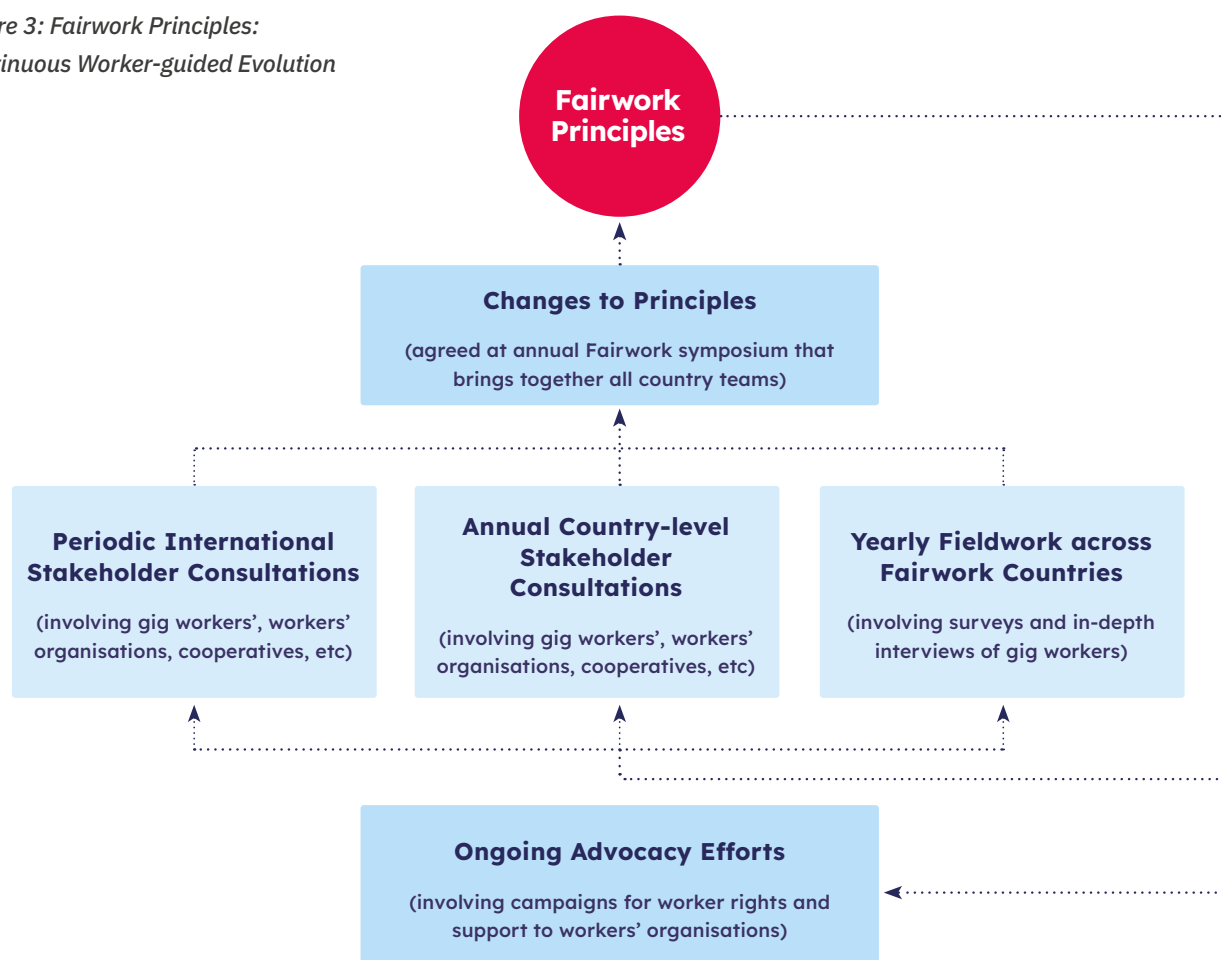 re 3: Fairwork Principles:
tinuous Worker-guided Evolution
Fairwork
Principles
Changes to Principles
(agreed at annual Fairwork symposium that
brings together all country teams)
Periodic International
Stakeholder Consultations
(involving gig workers’, workers’
organisations, cooperatives, etc)
Annual Country-level
Stakeholder
Consultations
(involving gig workers’, workers’
organisations, cooperatives, etc)
Yearly Fieldwork across
Fairwork Countries
(involving surveys and in-depth
interviews of gig workers)
Ongoing Advocacy Efforts
(involving campaigns for worker rights and
support to workers’ organisations)